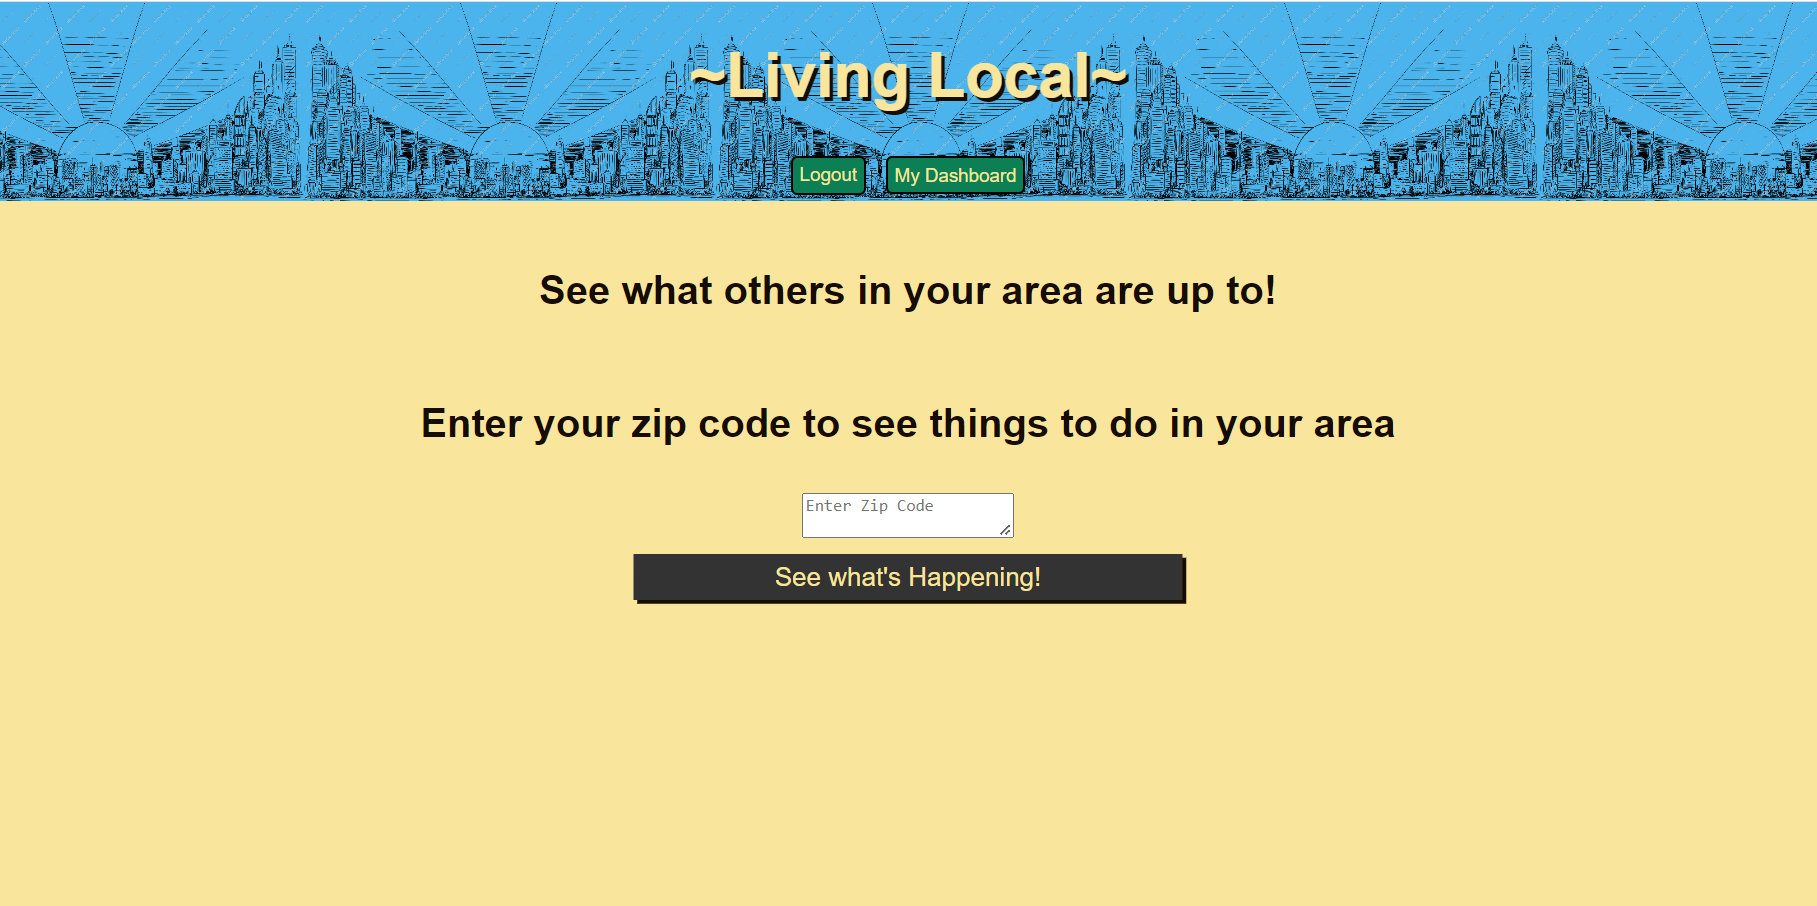 ~Living Local~
Logout
My Dashboard
See what others in your area are up to!
Enter your zip code to see things to do in your area
Enter Zip Code
See what's Happening!